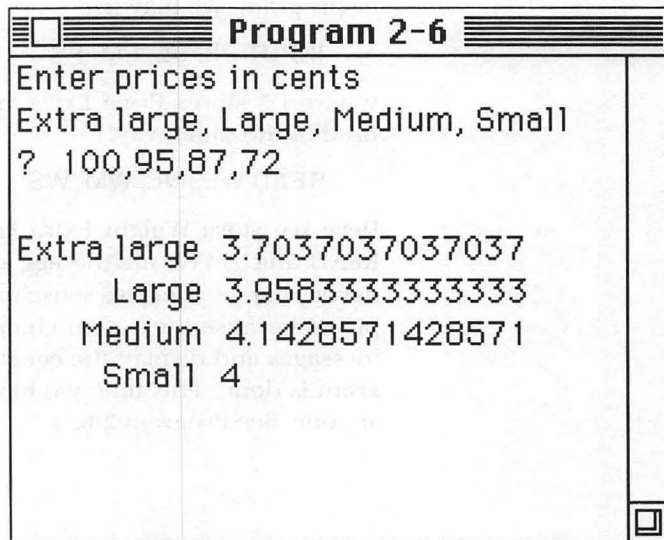 Program 2-6
Enter prices in cents
Extra large, Large, Medium, Small
? 100,95,87,72
Extra large 3.7037037037037
Large 3.9583333333333
Medium 4.1428571428571
Small 4